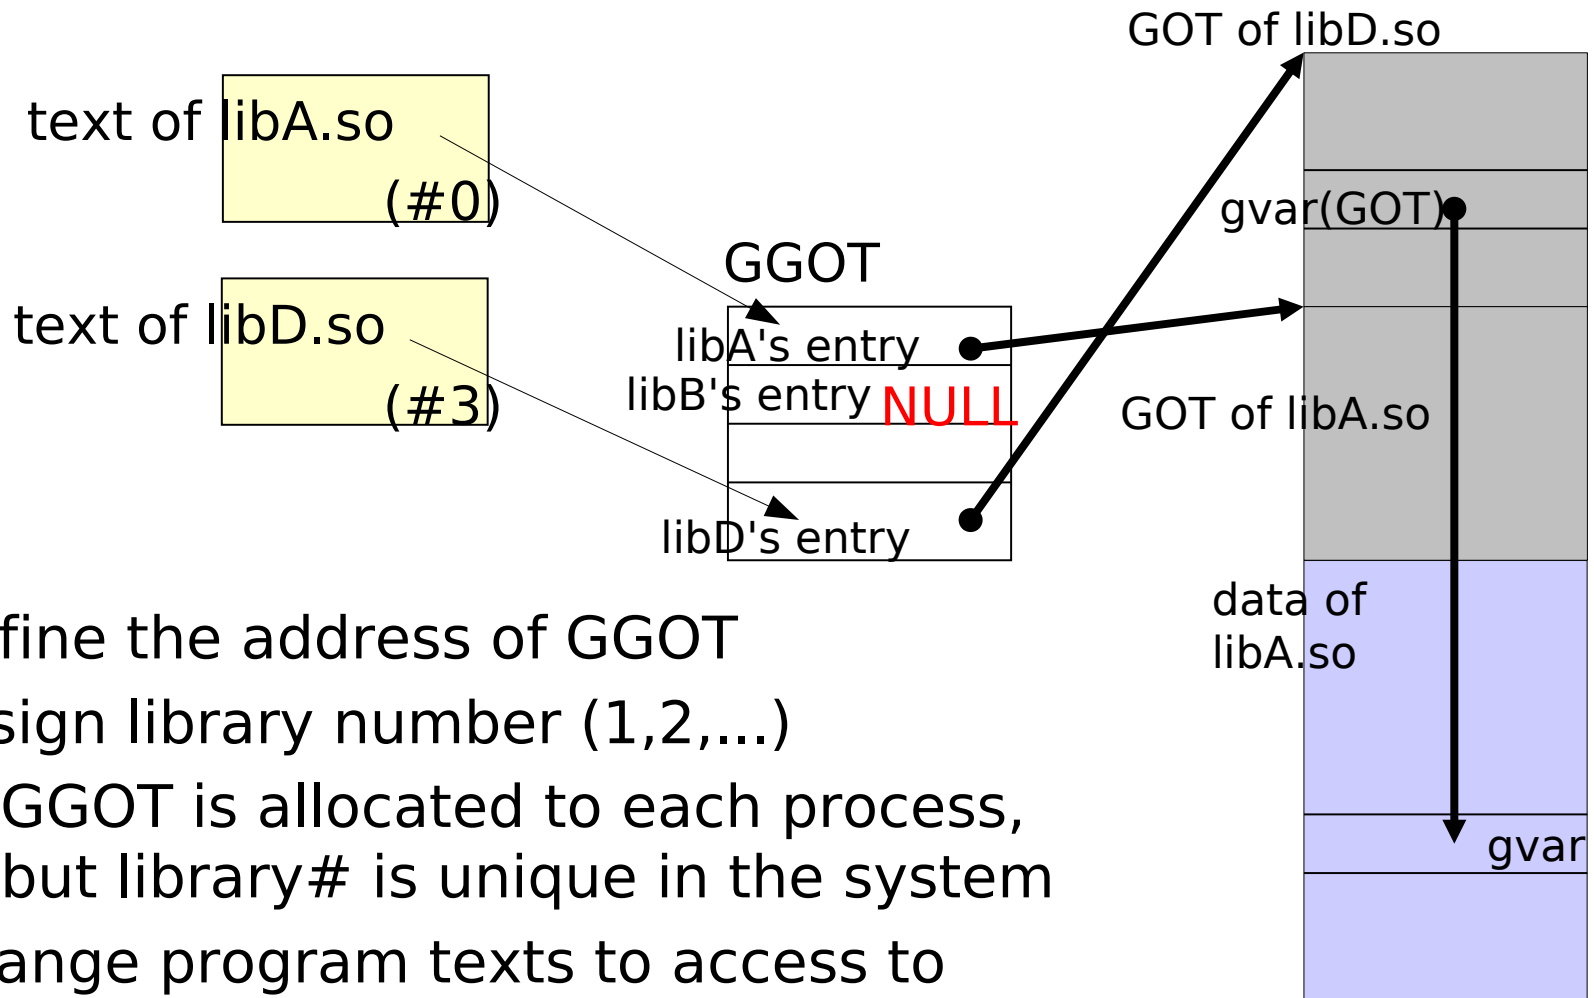 GOT of libD.so
text of libA.so
(#0)
gvar(GOT)
GGOT
text of libD.so
(#3)
libA's entry
libB's entry NULL
GOT of libA.so
libD's entry
data of
libA.so
fine the address of GGOT
sign library number (1,2,...)
GGOT is allocated to each process,
but library# is unique in the system
gvar
ange program texts to access to